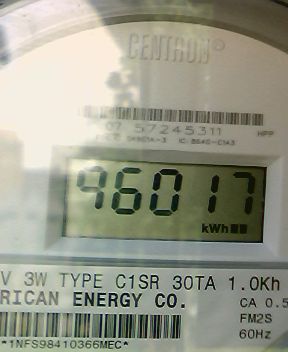 CENTRON®
07 57245311 HPP
96017
kWh
V 3W TYPE C1SR 30TA 1.0Kh
RICAN ENERGY CO. CA 0.5
FM2S
*1NFS98410366MEC* 60Hz